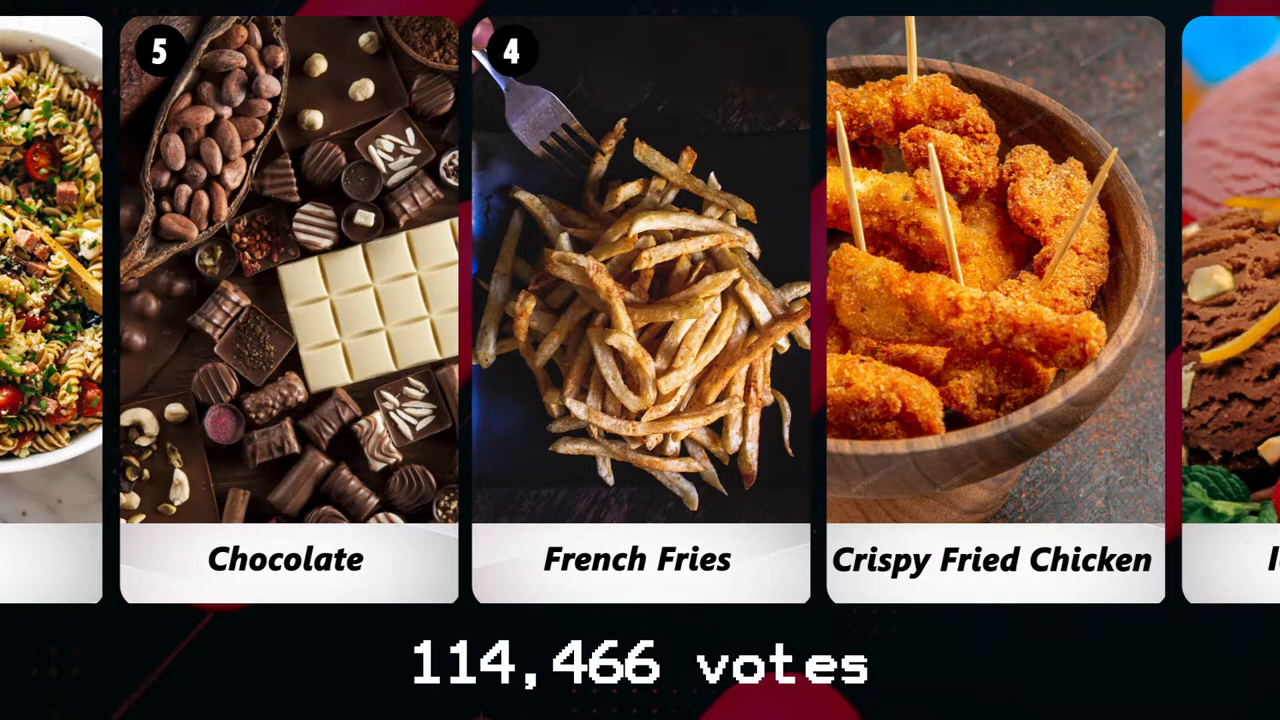 5
4
Chocolate
French Fries
Crispy Fried Chicken
114,466 votes